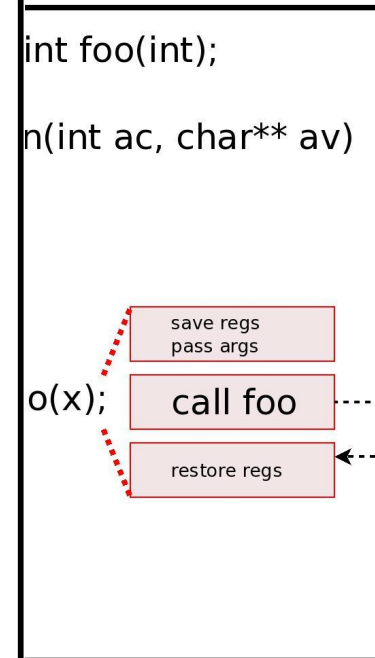 int foo(int);
n(int ac, char** av)
save regs
pass args
o(x);
call foo
restore regs